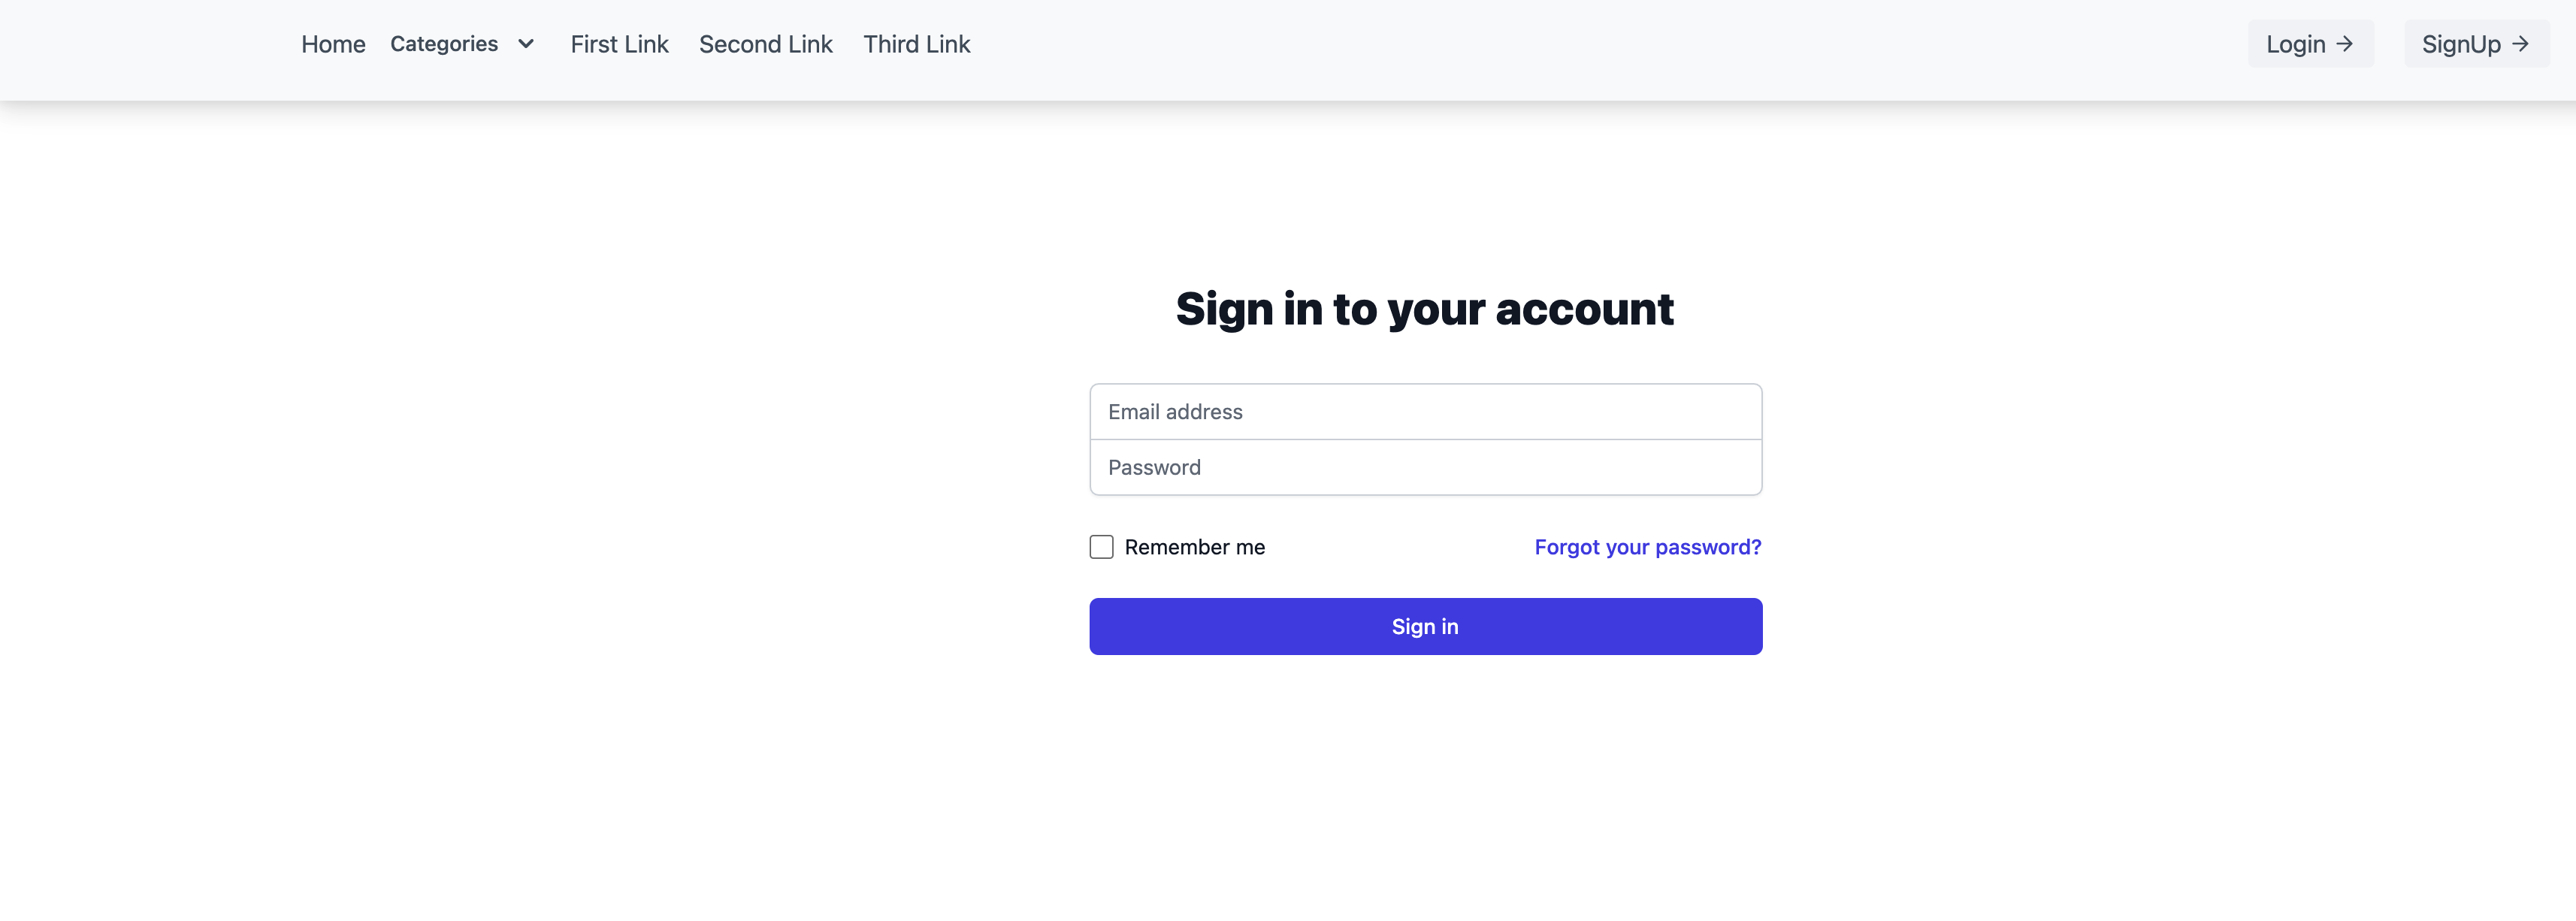 Home Categories First Link Second Link Third Link Login → SignUp →
Sign in to your account
Email address
Password
Remember me Forgot your password?
Sign in